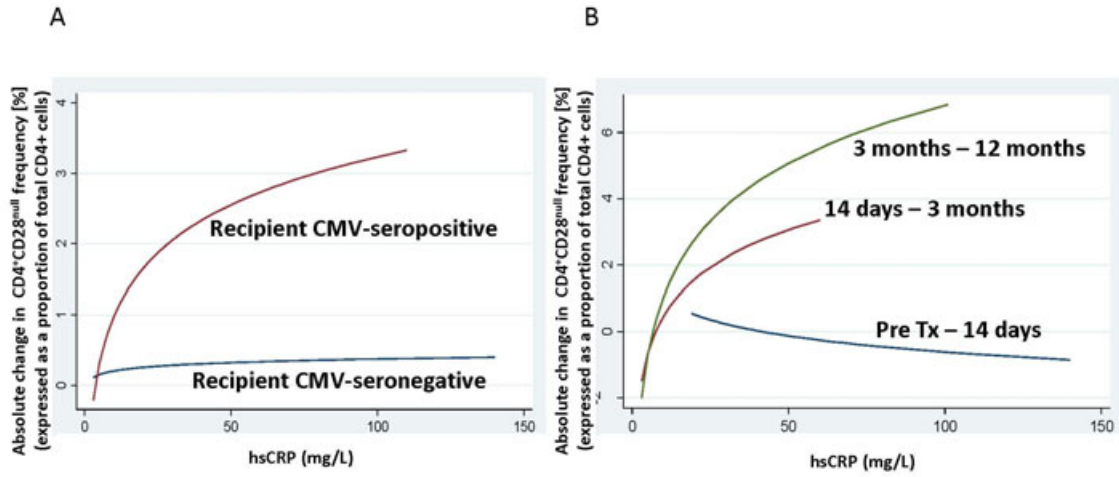 A
Absolute change in CD4⁺CD28ⁿᵘˡˡ frequency [%]
(expressed as a proportion of total CD4+ cells)
4
3
2
1
0
Recipient CMV-seropositive
Recipient CMV-seronegative
0 50 100 150
hsCRP (mg/L)
B
Absolute change in CD4⁺CD28ⁿᵘˡˡ frequency [%]
(expressed as a proportion of total CD4+ cells)
6
4
2
0
-2
3 months – 12 months
14 days – 3 months
Pre Tx – 14 days
0 50 100 150
hsCRP (mg/L)